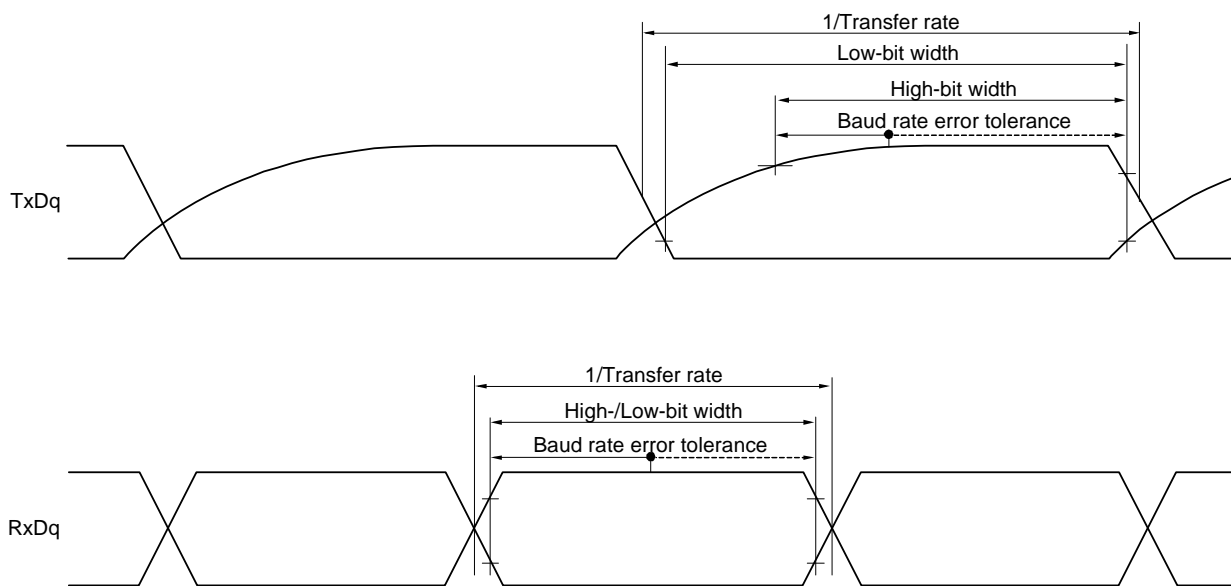 1/Transfer rate
Low-bit width
High-bit width
Baud rate error tolerance
TxDq
1/Transfer rate
High-/Low-bit width
Baud rate error tolerance
RxDq